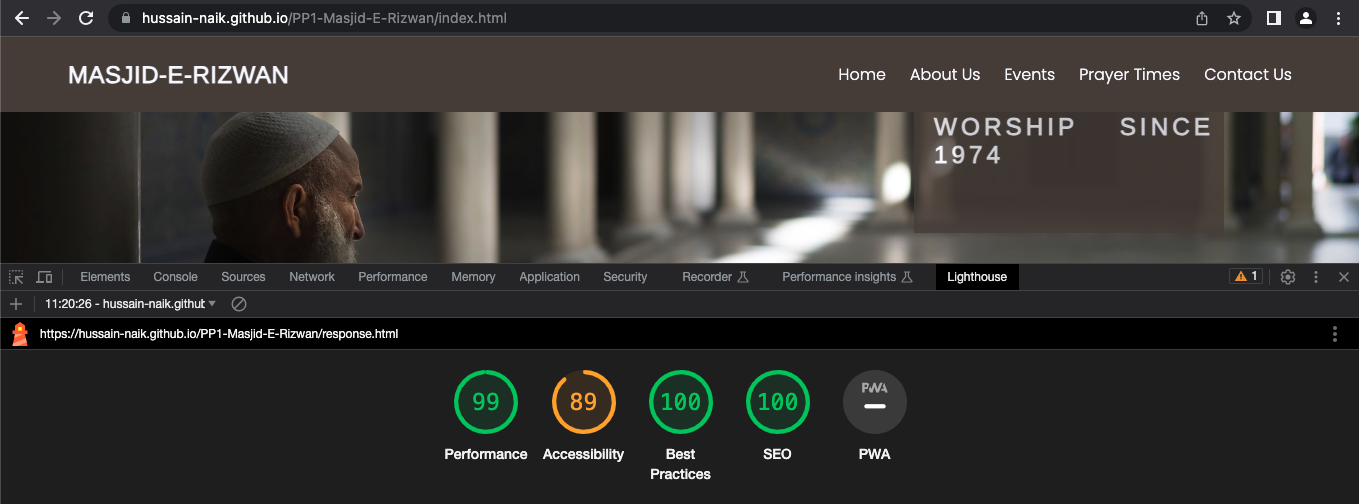 hussain-naik.github.io/PP1-Masjid-E-Rizwan/index.html
MASJID-E-RIZWAN
Home About Us Events Prayer Times Contact Us
WORSHIP SINCE
1974
Elements Console Sources Network Performance Memory Application Security Recorder Performance insights Lighthouse 1
11:20:26 - hussain-naik.github
https://hussain-naik.github.io/PP1-Masjid-E-Rizwan/response.html
99 89 100 100 PWA
Performance Accessibility Best SEO PWA
Practices